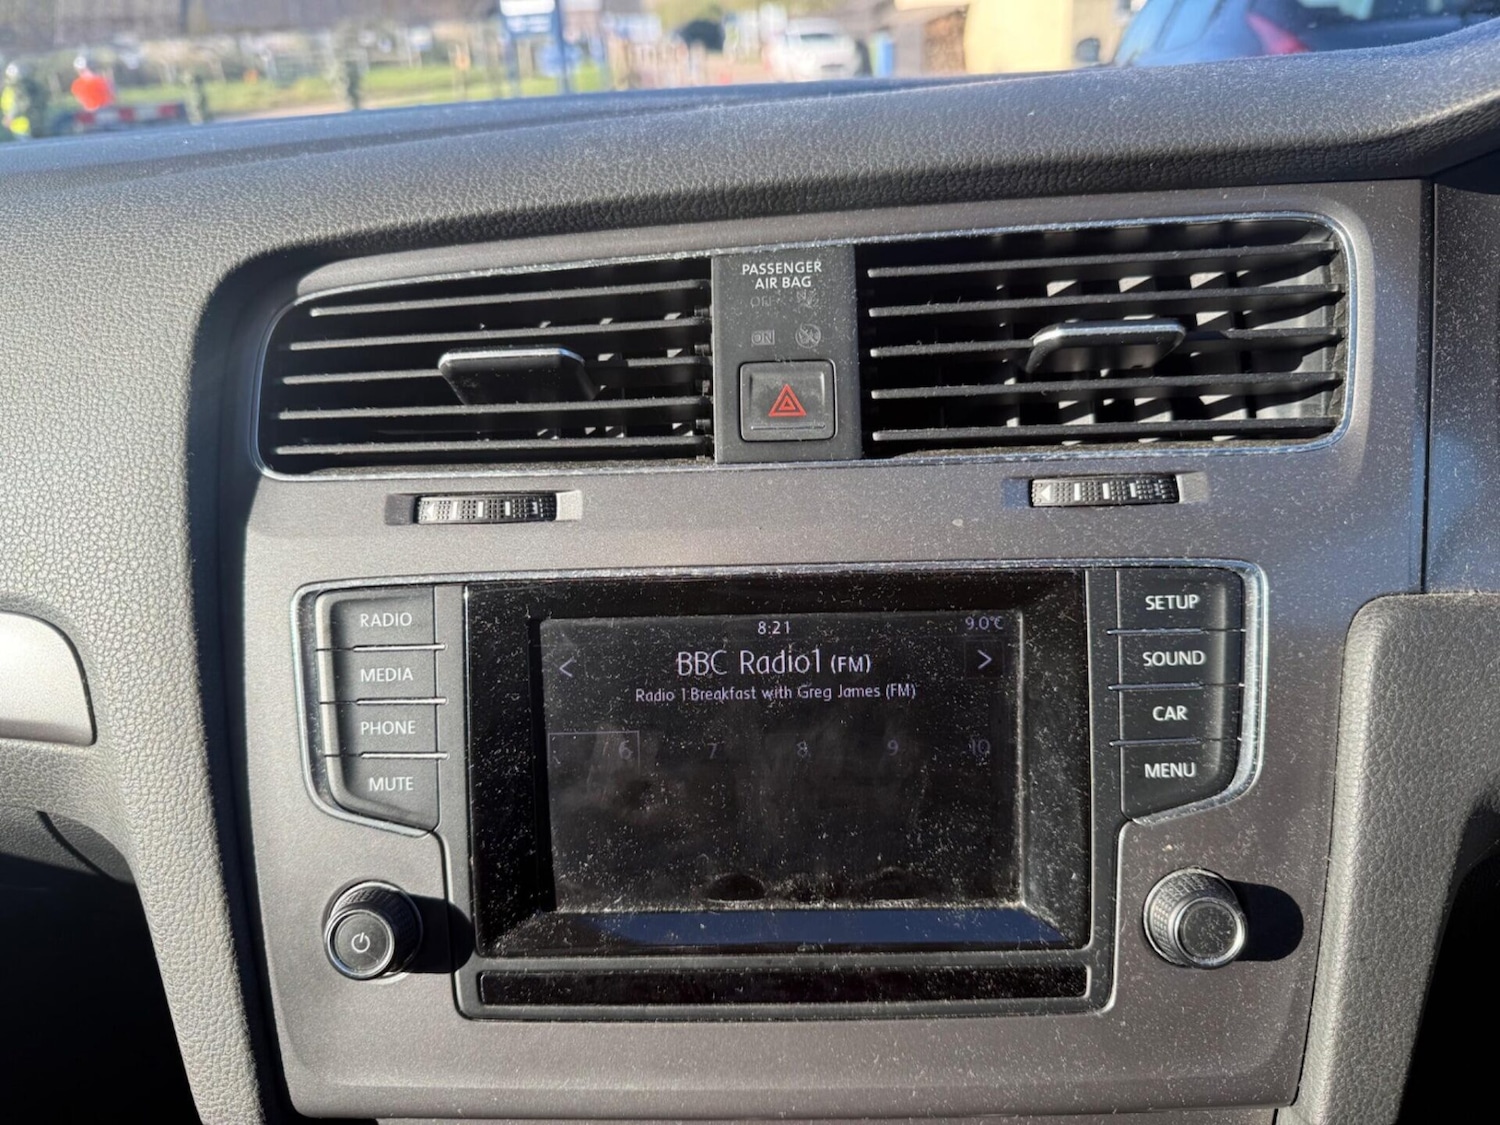 PASSENGER
AIR BAG
OFF
ON
8:21
9.0°C
<
BBC Radio1 (FM)
>
Radio 1 Breakfast with Greg James (FM)
6 7 8 9 10
RADIO
MEDIA
PHONE
MUTE
SETUP
SOUND
CAR
MENU